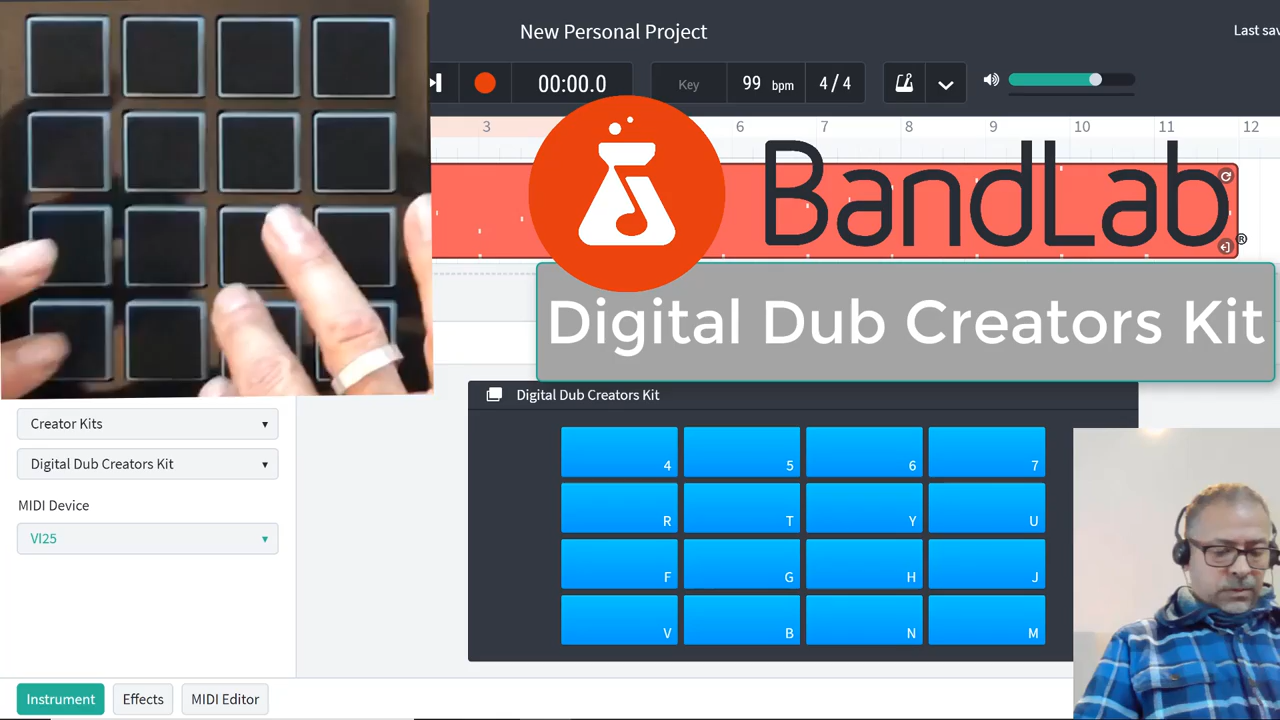 New Personal Project
Last sav
00:00.0
Key
99 bpm
4 / 4
3
6 7 8 9 10 11 12
BandLab®
Digital Dub Creators Kit
Digital Dub Creators Kit
Creator Kits
Digital Dub Creators Kit
MIDI Device
VI25
4 5 6 7
R T Y U
F G H J
V B N M
Instrument
Effects
MIDI Editor